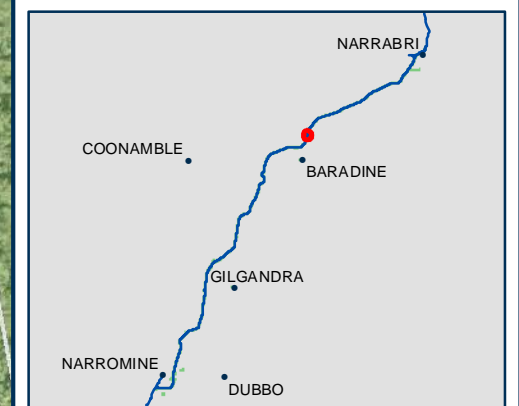 NARRABRI
COONAMBLE
BARADINE
GILGANDRA
NARROMINE
DUBBO